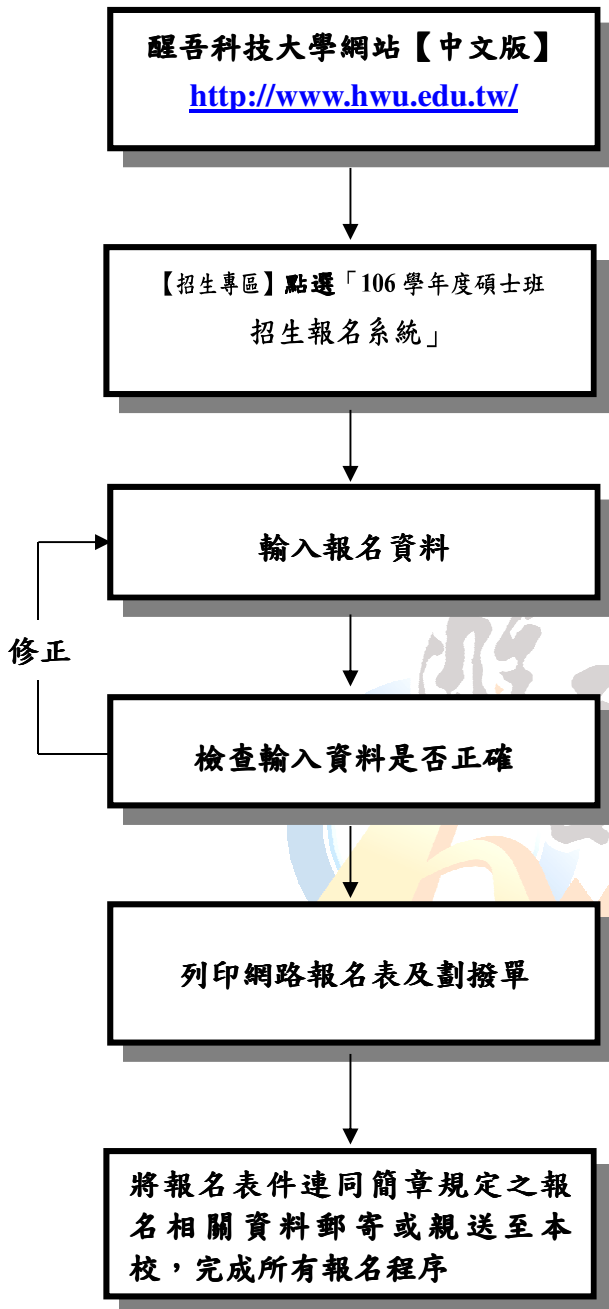 醒吾科技大學網站【中文版】
http://www.hwu.edu.tw/
【招生專區】點選「106 學年度碩士班
招生報名系統」
輸入報名資料
修正
檢查輸入資料是否正確
列印網路報名表及劃撥單
將報名表件連同簡章規定之報
名相關資料郵寄或親送至本
校，完成所有報名程序